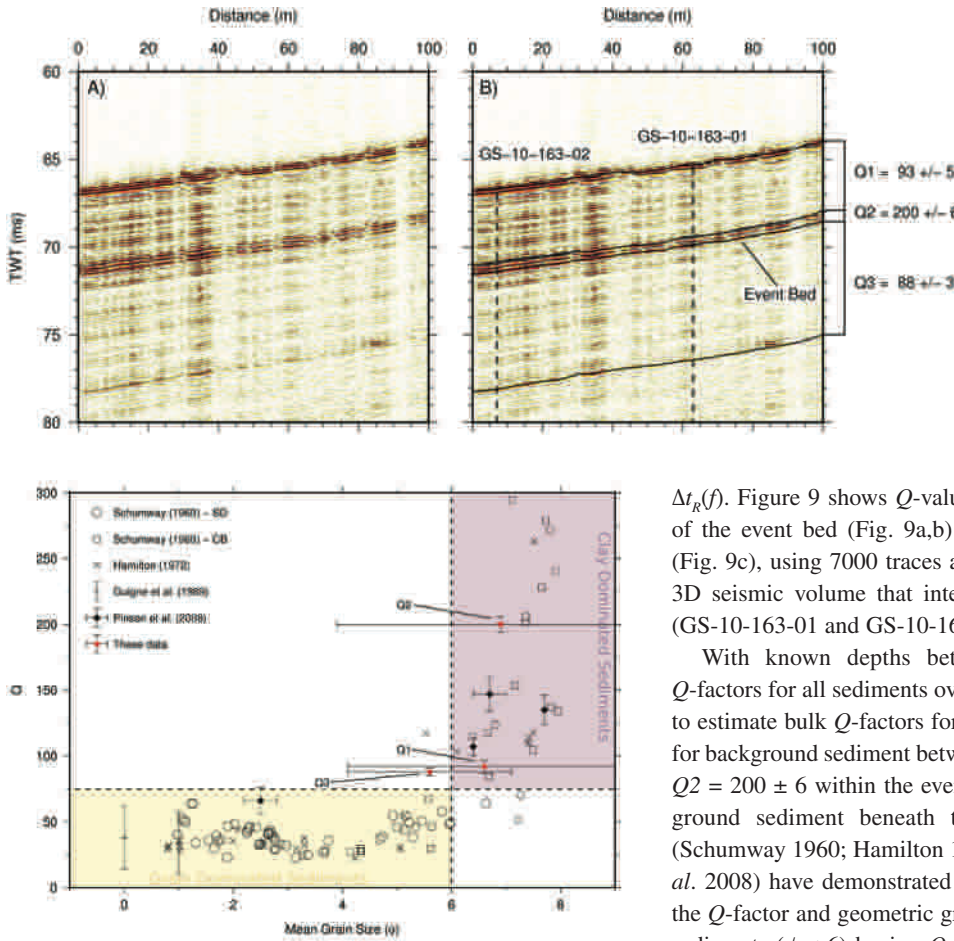 Distance (m)
0 20 40 60 80 100
Distance (m)
0 20 40 60 80 100
60
65
70
75
80
TWT (ms)
A)
B)
GS-10-163-01
GS-10-163-02
Event Bed
Q1 = 93 +/- 5
Q2 = 200 +/- 6
Q3 = 88 +/- 3
300
250
200
150
100
50
0
Q
Schumway (1960) - SD
Schumway (1960) - OB
Hamilton (1972)
Guigne et al. (1989)
Pinson et al. (2008)
These data
Q2
Q1
Q3
Clay Dominated Sediments
Sediments
0 2 4 6 8
Mean Grain Size (φ)
Δt_R(f). Figure 9 shows Q-valu
of the event bed (Fig. 9a,b)
(Fig. 9c), using 7000 traces a
3D seismic volume that inte
(GS-10-163-01 and GS-10-16
With known depths bet
Q-factors for all sediments ov
to estimate bulk Q-factors for
for background sediment betw
Q2 = 200 ± 6 within the eve
ground sediment beneath t
(Schumway 1960; Hamilton 1
al. 2008) have demonstrated
the Q-factor and geometric gr